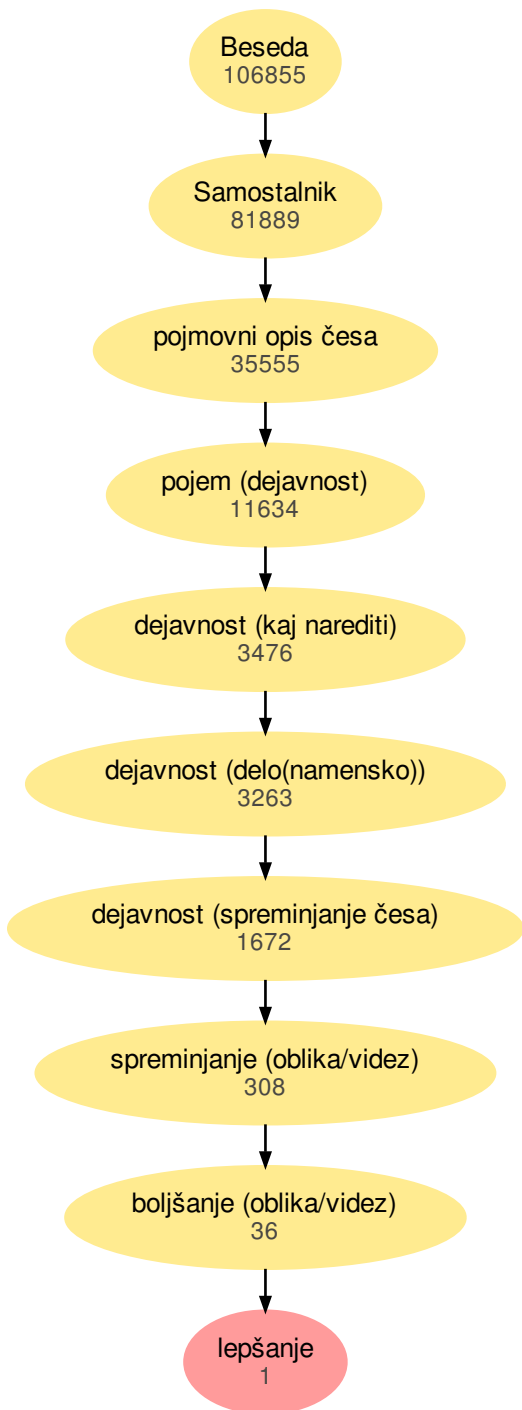 Beseda
106855
Samostalnik
81889
pojmovni opis česa
35555
pojem (dejavnost)
11634
dejavnost (kaj narediti)
3476
dejavnost (delo(namensko))
3263
dejavnost (spreminjanje česa)
1672
spreminjanje (oblika/videz)
308
boljšanje (oblika/videz)
36
lepšanje
1